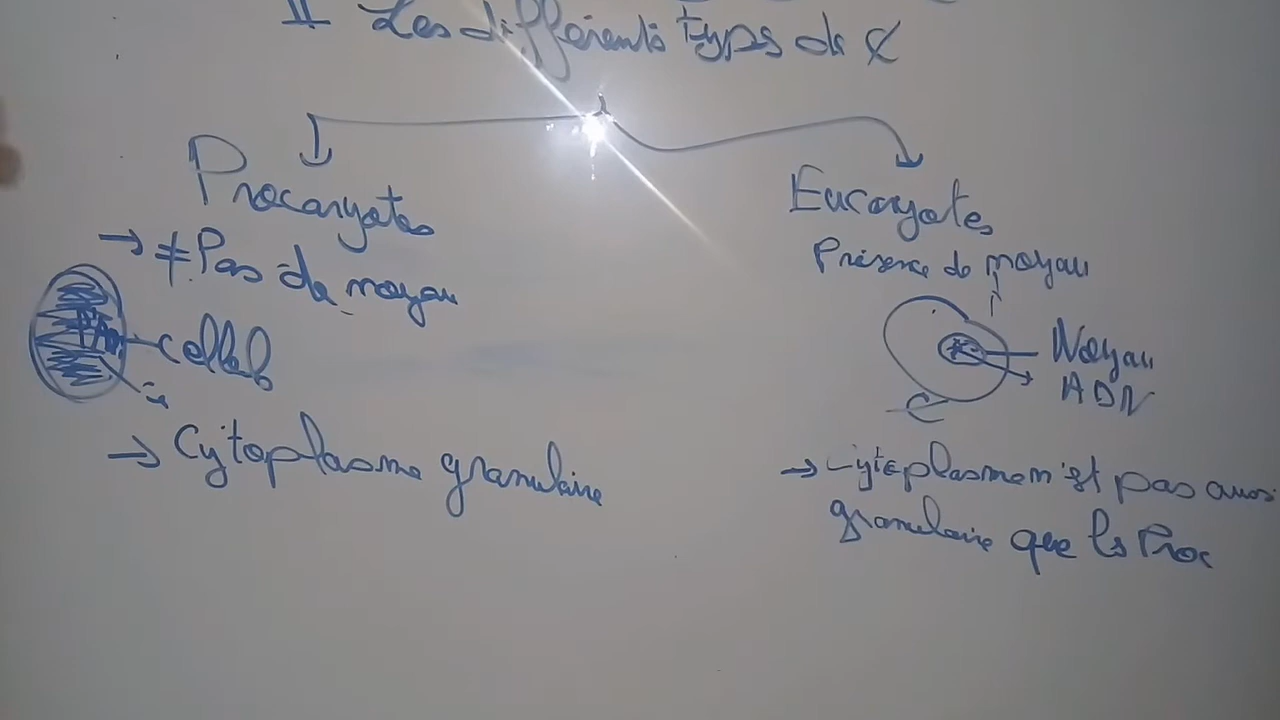 II Les différents types de ₡
Procaryotes
→ ≠ Pas de noyau
cellule
→ Cytoplasme granulaire
Eucaryotes
Présence de noyau
Noyau
ADN
→ Cytoplasme n'est pas aussi
granulaire que les Proc